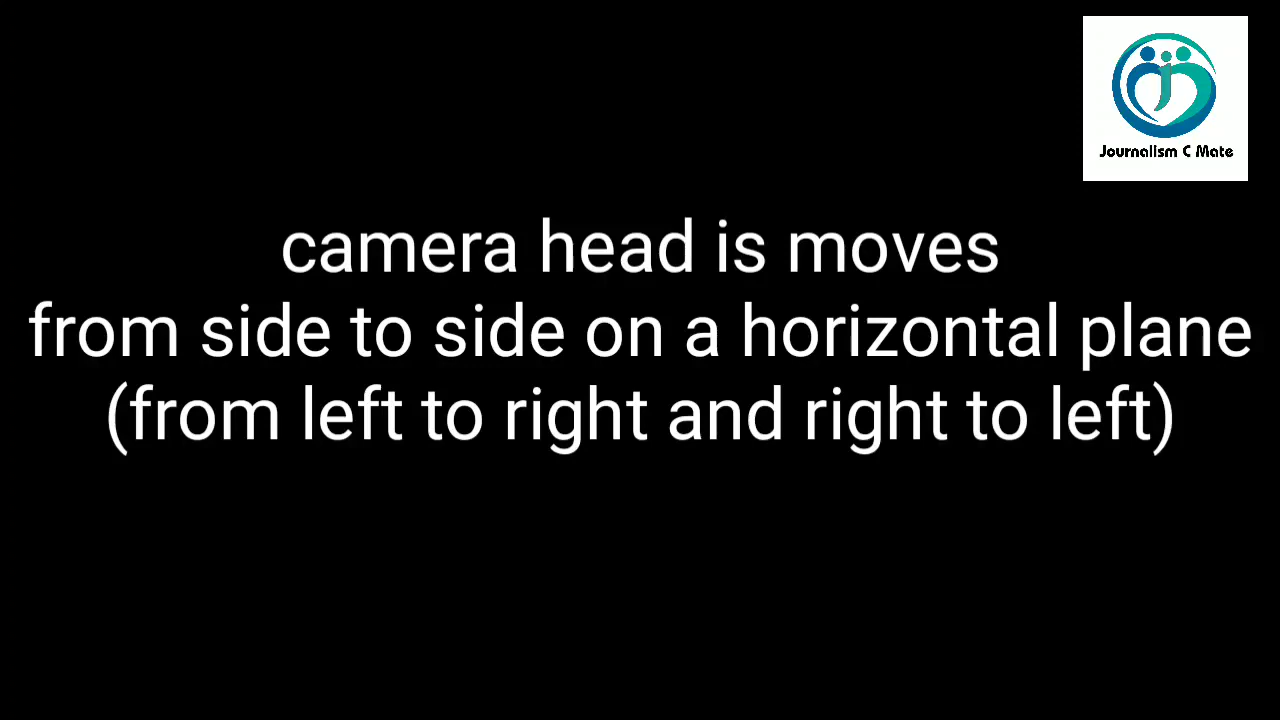 Journalism C Mate
camera head is moves
from side to side on a horizontal plane
(from left to right and right to left)